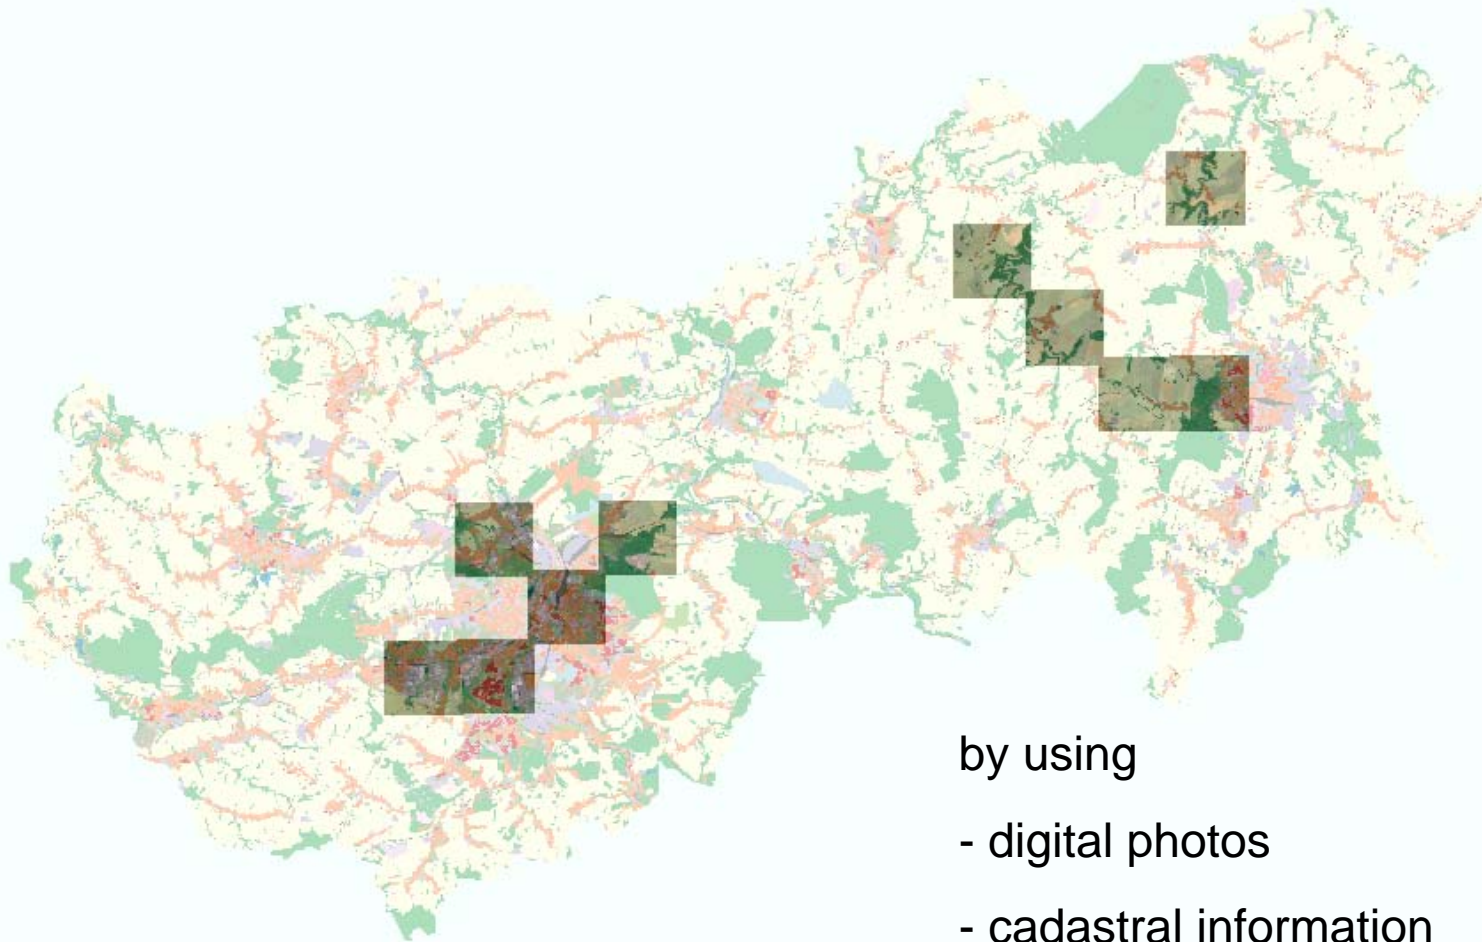 by using
- digital photos
- cadastral information